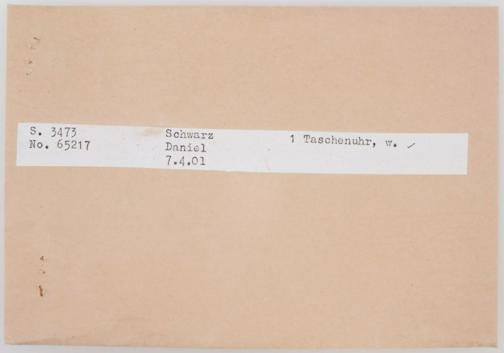 S. 3473 Schwarz 1 Taschenuhr, w. ✓
No. 65217 Daniel
7.4.01